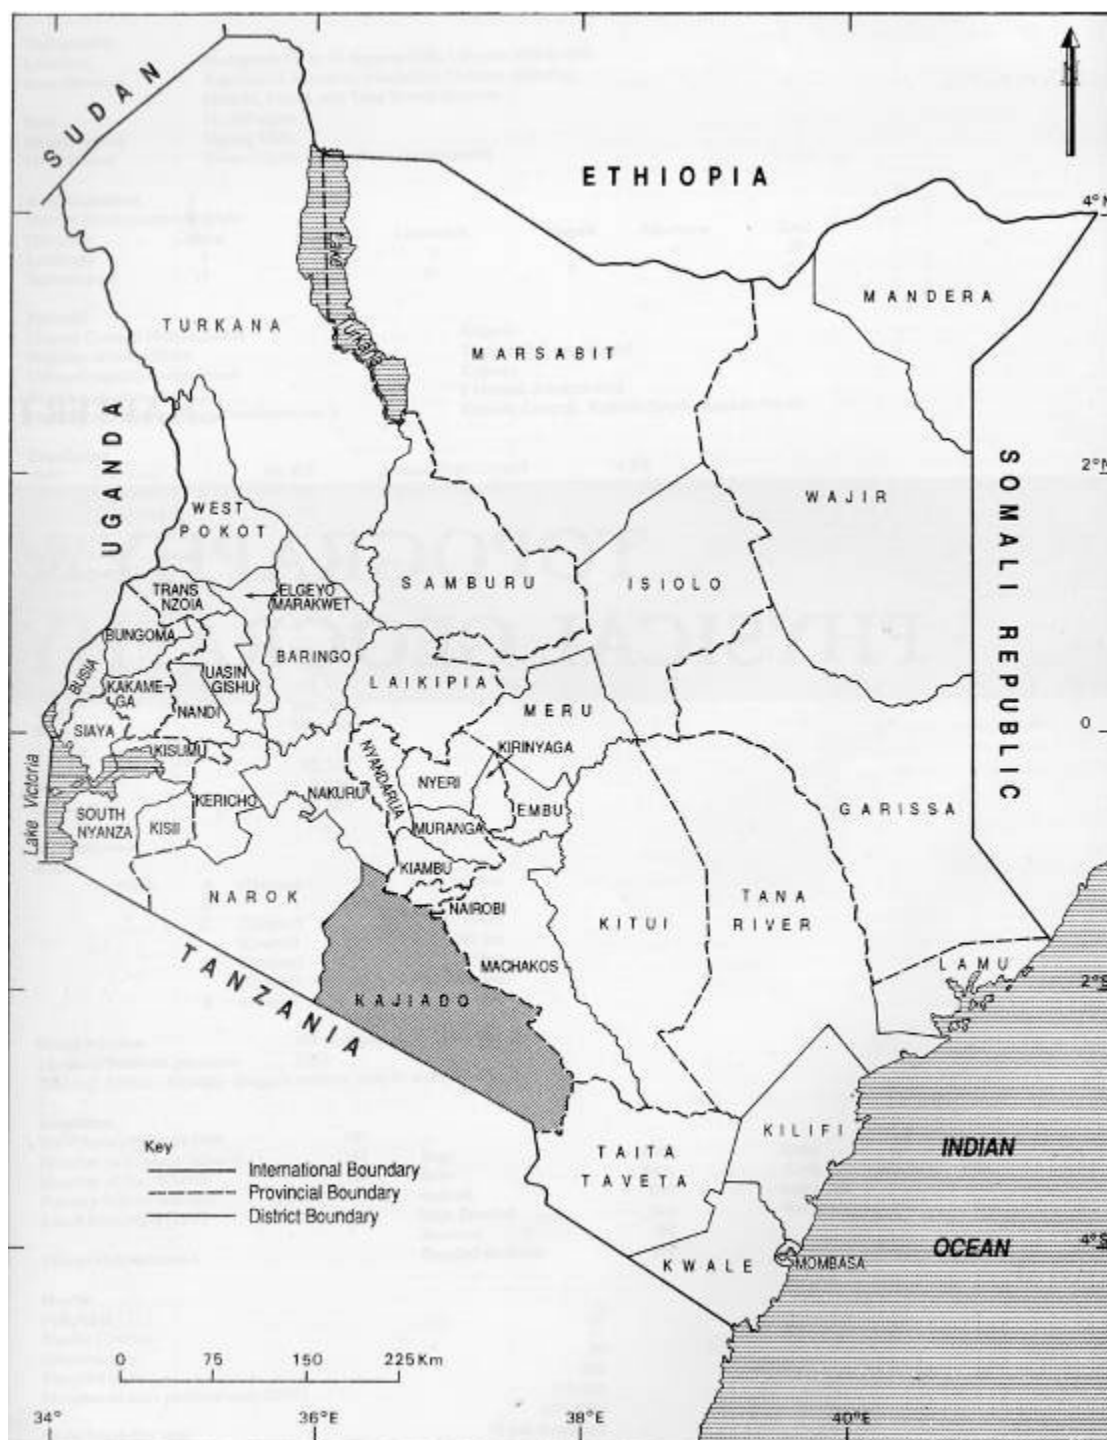 N
SUDAN
ETHIOPIA
4°N
Lake
Turkana
MANDERA
TURKANA
MARSABIT
UGANDA
2°N
SOMALI REPUBLIC
WAJIR
WEST
POKOT
SAMBURU
ISIOLO
TRANS
NZOIA
ELGEYO
MARAKWET
BUNGOMA
BARINGO
BUSIA
UASIN
GISHU
LAIKIPIA
KAKAME-
GA
NANDI
MERU
SIAYA
0
KISUMU
KIRINYAGA
NYANDARUA
Lake Victoria
NYERI
NAKURU
KERICHO
EMBU
GARISSA
SOUTH
NYANZA
KISII
MURANGA
KIAMBU
NAROK
NAIROBI
KITUI
TANA
RIVER
MACHAKOS
LAMU
2°S
KAJIADO
TANZANIA
KILIFI
INDIAN
OCEAN
TAITA
TAVETA
Key
International Boundary
Provincial Boundary
District Boundary
4°S
KWALE
MOMBASA
0 75 150 225 Km
34° 36°E 38°E 40°E